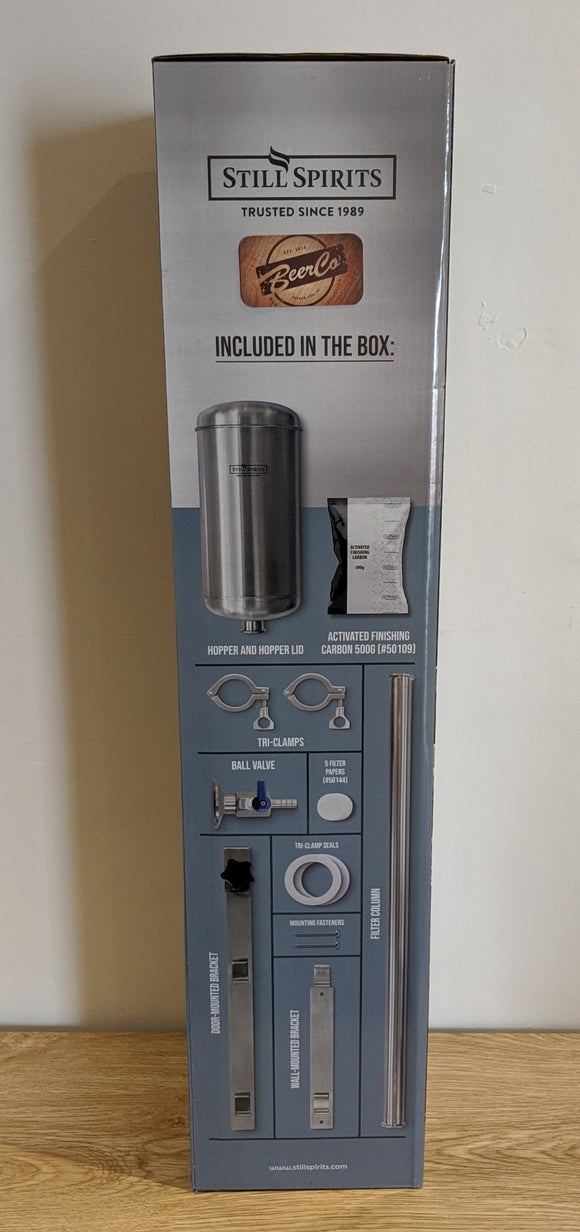 STILL SPIRITS
TRUSTED SINCE 1989
EST. 2013
BeerCo
INCLUDED IN THE BOX:
STILL SPIRITS
ACTIVATED
FINISHING
CARBON
500g
HOPPER AND HOPPER LID
ACTIVATED FINISHING
CARBON 500G (#50109)
TRI-CLAMPS
BALL VALVE
5 FILTER
PAPERS
(#50144)
TRI-CLAMP SEALS
MOUNTING FASTENERS
FILTER COLUMN
DOOR-MOUNTED BRACKET
WALL-MOUNTED BRACKET
www.stillspirits.com